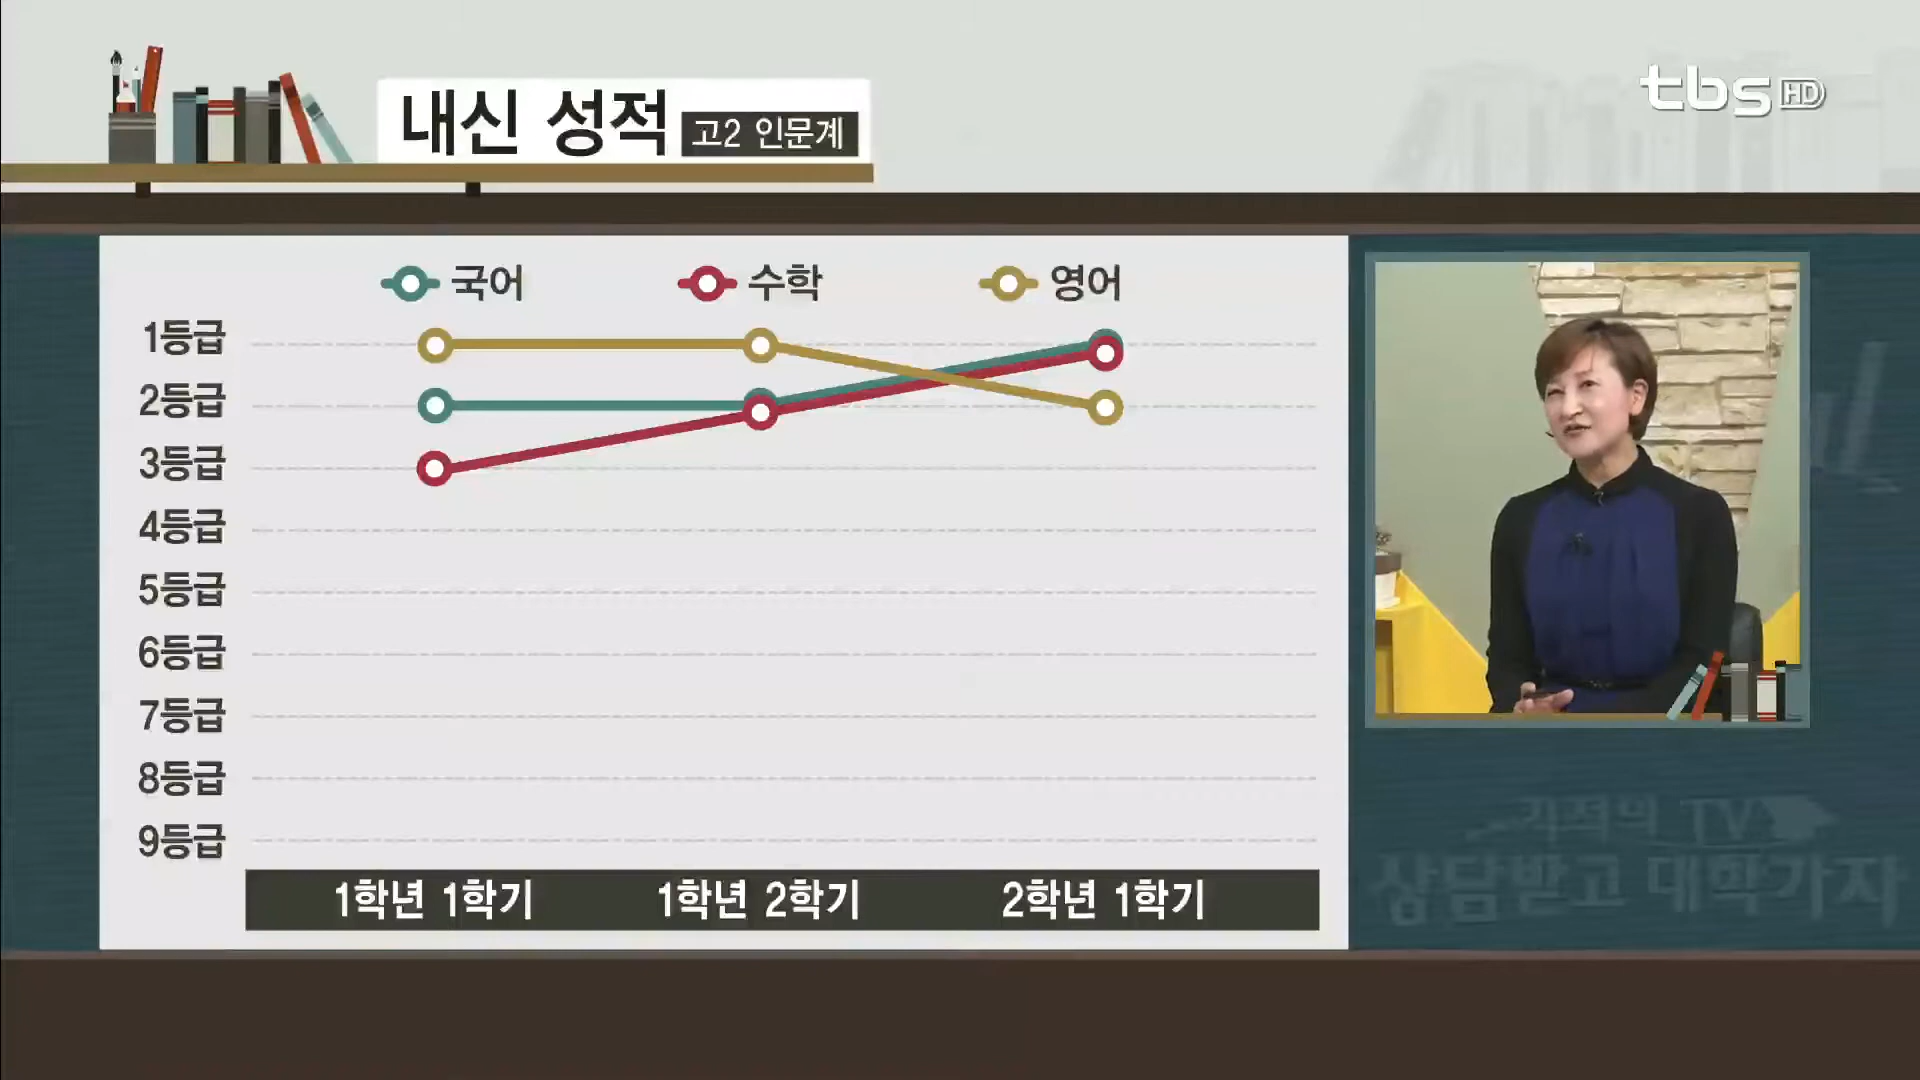 내신 성적 고2 인문계
tbs HD
국어 수학 영어
1등급
2등급
3등급
4등급
5등급
6등급
7등급
8등급
9등급
1학년 1학기 1학년 2학기 2학년 1학기
기적의 TV
상담받고 대학가자